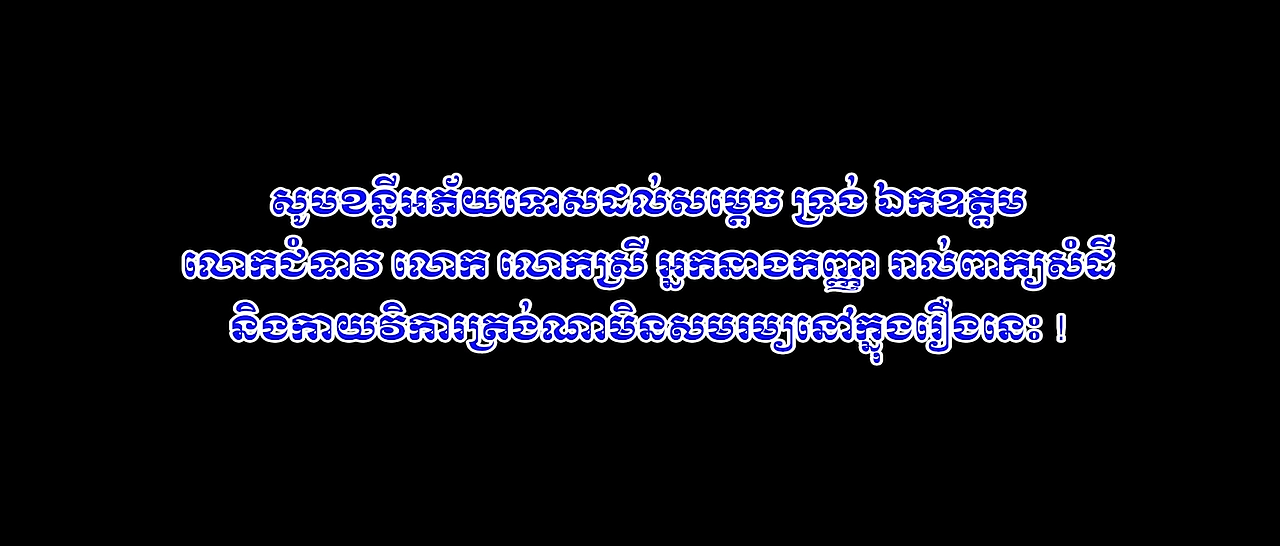 សូមខន្តីអភ័យទោសដល់សម្តេច ទ្រង់ ឯកឧត្តម
លោកជំទាវ លោក លោកស្រី អ្នកនាងកញ្ញា រាល់ពាក្យសំដី
និងកាយវិការត្រង់ណាមិនសមរម្យនៅក្នុងរឿងនេះ !